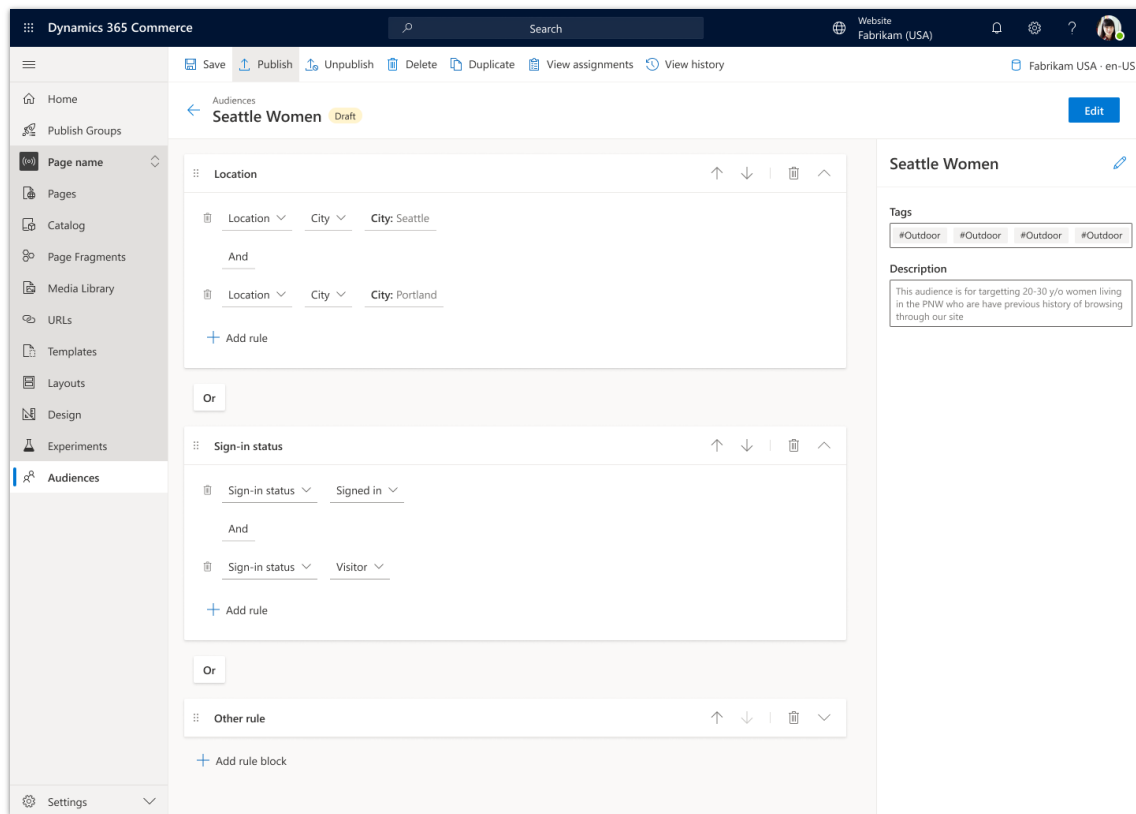 Dynamics 365 Commerce
Search
Website
Fabrikam (USA)
?
Save
Publish
Unpublish
Delete
Duplicate
View assignments
View history
Fabrikam USA · en-US
Home
Publish Groups
Page name
Pages
Catalog
Page Fragments
Media Library
URLs
Templates
Layouts
Design
Experiments
Audiences
Settings
Audiences
Seattle Women Draft
Edit
Location
Location City City: Seattle
And
Location City City: Portland
Add rule
Or
Sign-in status
Sign-in status Signed in
And
Sign-in status Visitor
Add rule
Or
Other rule
Add rule block
Seattle Women
Tags
#Outdoor #Outdoor #Outdoor #Outdoor
Description
This audience is for targetting 20-30 y/o women living
in the PNW who are have previous history of browsing
through our site